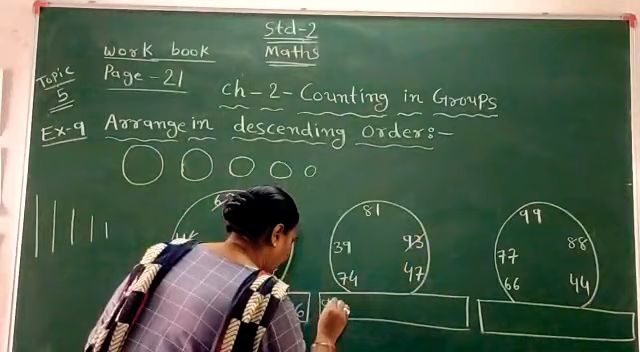 Std-2
Maths
Work book
Page - 21
Topic
5
Ch - 2 - Counting in Groups
Ex-9 Arrange in descending order:-
81
39 93
74 47
99
77 88
66 44